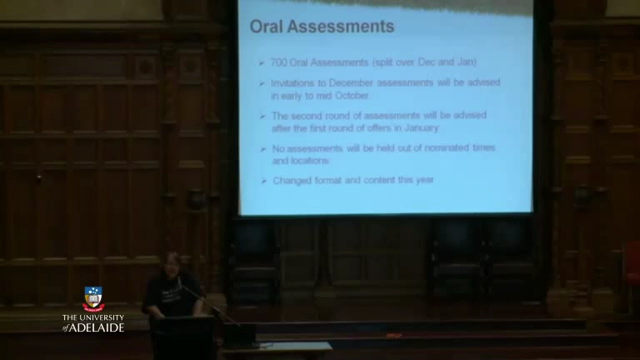 Oral Assessments
700 Oral Assessments (split over Dec and Jan)
Invitations to December assessments will be advised
in early to mid October
The second round of assessments will be advised
after the first round of offers in January
No assessments will be held out of nominated times
and locations
Changed format and content this year
THE UNIVERSITY
of ADELAIDE